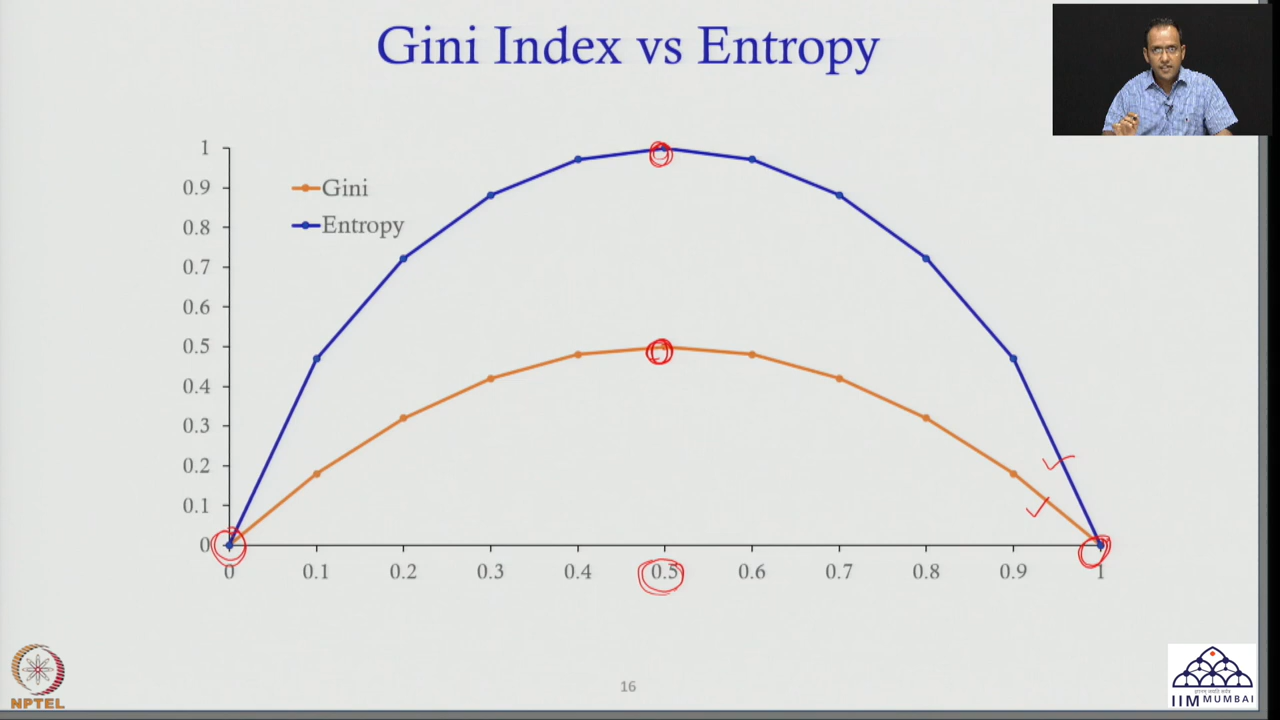 Gini Index vs Entropy
1
0.9
0.8
0.7
0.6
0.5
0.4
0.3
0.2
0.1
0
Gini
Entropy
0 0.1 0.2 0.3 0.4 0.5 0.6 0.7 0.8 0.9 1
16
NPTEL
IIM MUMBAI